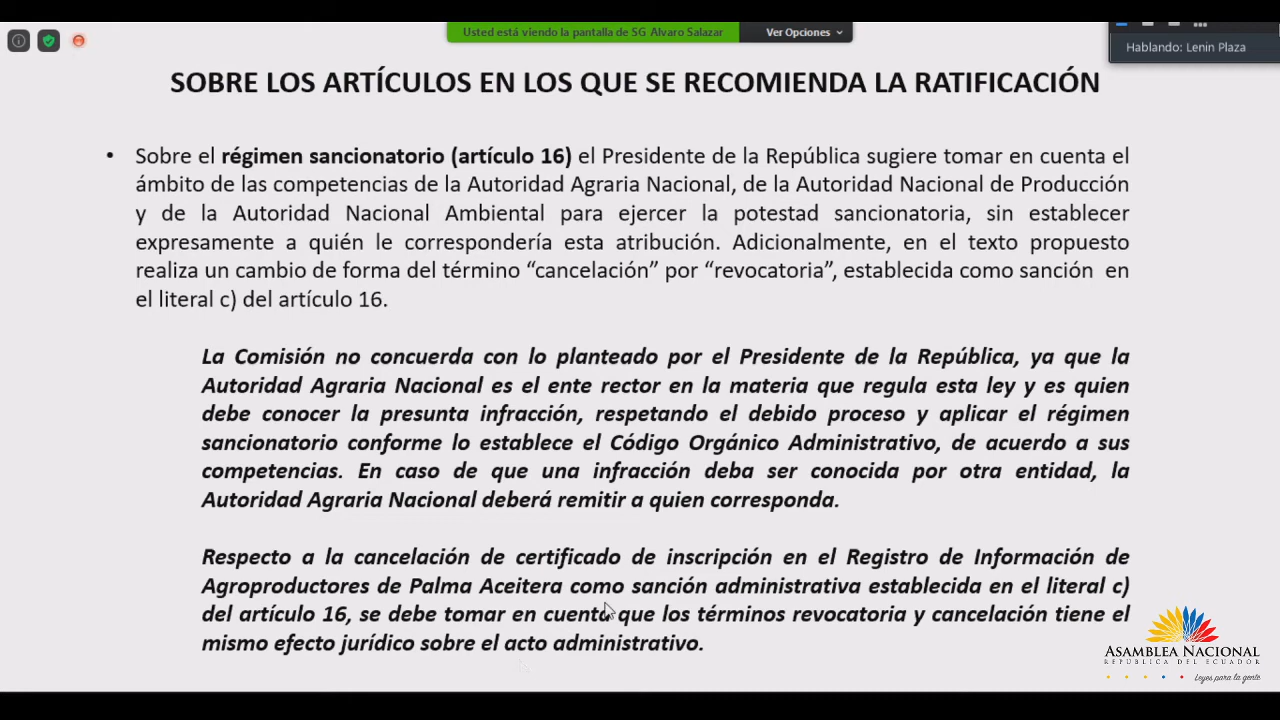 Usted está viendo la pantalla de SG Alvaro Salazar
Ver Opciones
Hablando: Lenin Plaza
SOBRE LOS ARTÍCULOS EN LOS QUE SE RECOMIENDA LA RATIFICACIÓN
• Sobre el régimen sancionatorio (artículo 16) el Presidente de la República sugiere tomar en cuenta el
ámbito de las competencias de la Autoridad Agraria Nacional, de la Autoridad Nacional de Producción
y de la Autoridad Nacional Ambiental para ejercer la potestad sancionatoria, sin establecer
expresamente a quién le correspondería esta atribución. Adicionalmente, en el texto propuesto
realiza un cambio de forma del término “cancelación” por “revocatoria”, establecida como sanción en
el literal c) del artículo 16.
La Comisión no concuerda con lo planteado por el Presidente de la República, ya que la
Autoridad Agraria Nacional es el ente rector en la materia que regula esta ley y es quien
debe conocer la presunta infracción, respetando el debido proceso y aplicar el régimen
sancionatorio conforme lo establece el Código Orgánico Administrativo, de acuerdo a sus
competencias. En caso de que una infracción deba ser conocida por otra entidad, la
Autoridad Agraria Nacional deberá remitir a quien corresponda.
Respecto a la cancelación de certificado de inscripción en el Registro de Información de
Agroproductores de Palma Aceitera como sanción administrativa establecida en el literal c)
del artículo 16, se debe tomar en cuenta que los términos revocatoria y cancelación tiene el
mismo efecto jurídico sobre el acto administrativo.
ASAMBLEA NACIONAL
REPÚBLICA DEL ECUADOR
Leyes para la gente